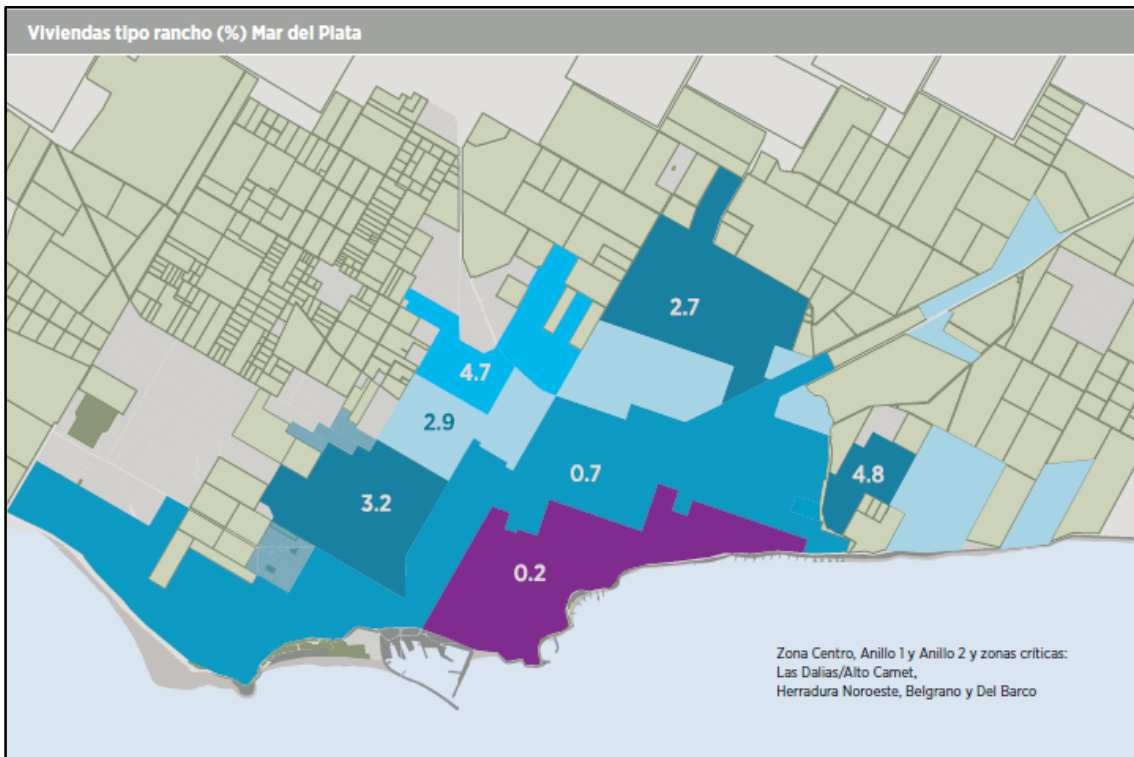 Viviendas tipo rancho (%) Mar del Plata
2.7
4.7
2.9
0.7
4.8
3.2
0.2
Zona Centro, Anillo 1 y Anillo 2 y zonas críticas:
Las Dalias/Alto Camet,
Herradura Noroeste, Belgrano y Del Barco